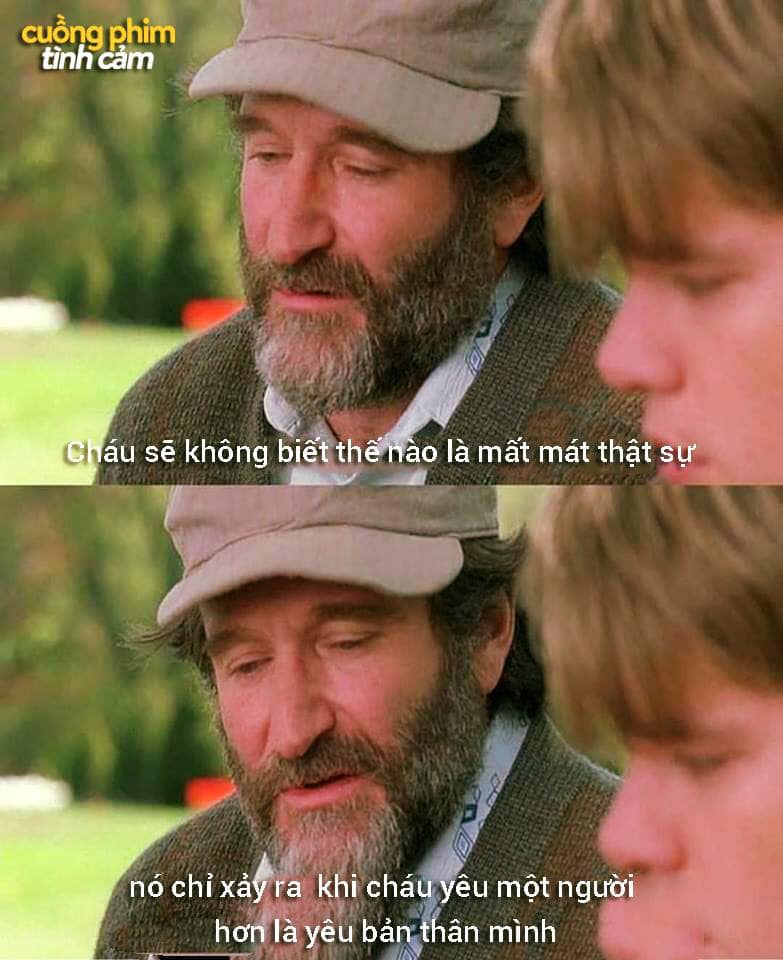 cuồng phim
tình cảm
Cháu sẽ không biết thế nào là mất mát thật sự
nó chỉ xảy ra khi cháu yêu một người
hơn là yêu bản thân mình